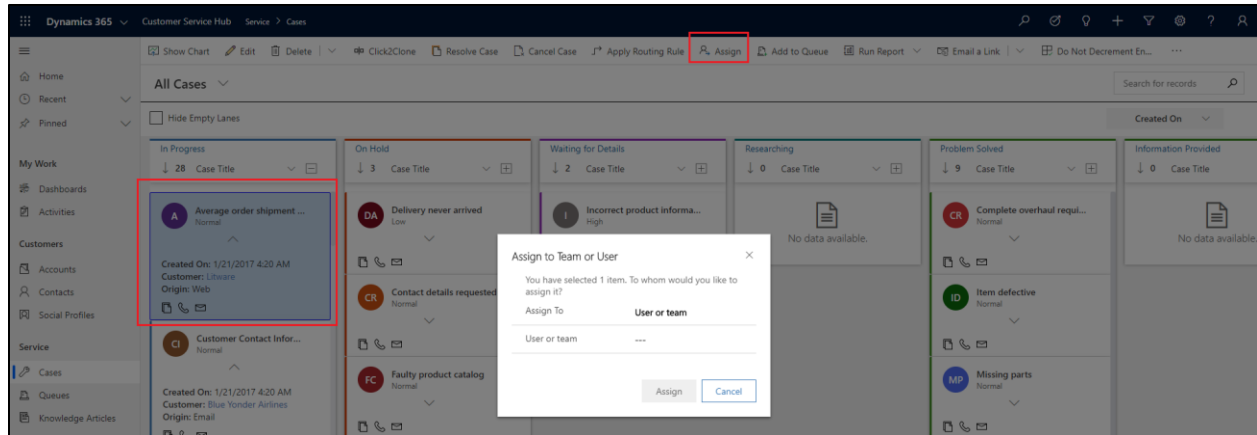 Dynamics 365
Customer Service Hub Service > Cases
Show Chart Edit Delete Click2Clone Resolve Case Cancel Case Apply Routing Rule Assign Add to Queue Run Report Email a Link Do Not Decrement En... ...
Home
Recent
Pinned
My Work
Dashboards
Activities
Customers
Accounts
Contacts
Social Profiles
Service
Cases
Queues
Knowledge Articles
All Cases
Search for records
Hide Empty Lanes
Created On
In Progress
28 Case Title
A
Average order shipment ...
Normal
Created On: 1/21/2017 4:20 AM
Customer: Litware
Origin: Web
CI
Customer Contact Infor...
Normal
Created On: 1/21/2017 4:20 AM
Customer: Blue Yonder Airlines
Origin: Email
On Hold
3 Case Title
DA
Delivery never arrived
Low
CR
Contact details requested
Normal
FC
Faulty product catalog
Normal
Waiting for Details
2 Case Title
I
Incorrect product informa...
High
Researching
0 Case Title
No data available.
Problem Solved
9 Case Title
CR
Complete overhaul requi...
Normal
ID
Item defective
Normal
MP
Missing parts
Normal
Information Provided
0 Case Title
No data available.
Assign to Team or User
You have selected 1 item. To whom would you like to
assign it?
Assign To User or team
User or team ---
Assign Cancel